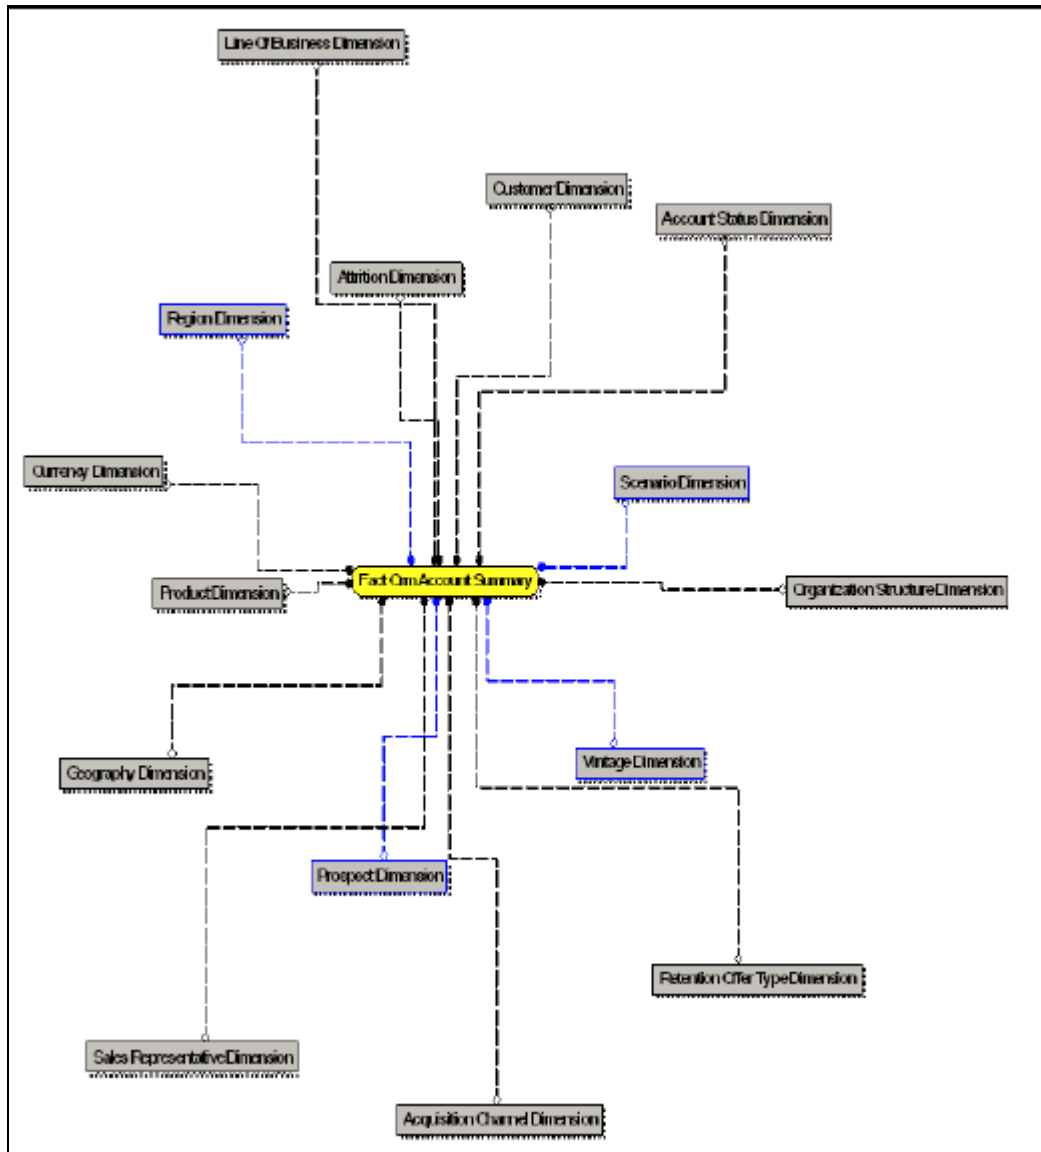 Line Of Business Dimension
Customer Dimension
Account Status Dimension
Attrition Dimension
Region Dimension
Currency Dimension
Scenario Dimension
Fact Crm Account Summary
Product Dimension
Organization Structure Dimension
Geography Dimension
Vintage Dimension
Prospect Dimension
Retention Offer Type Dimension
Sales Representative Dimension
Acquisition Channel Dimension